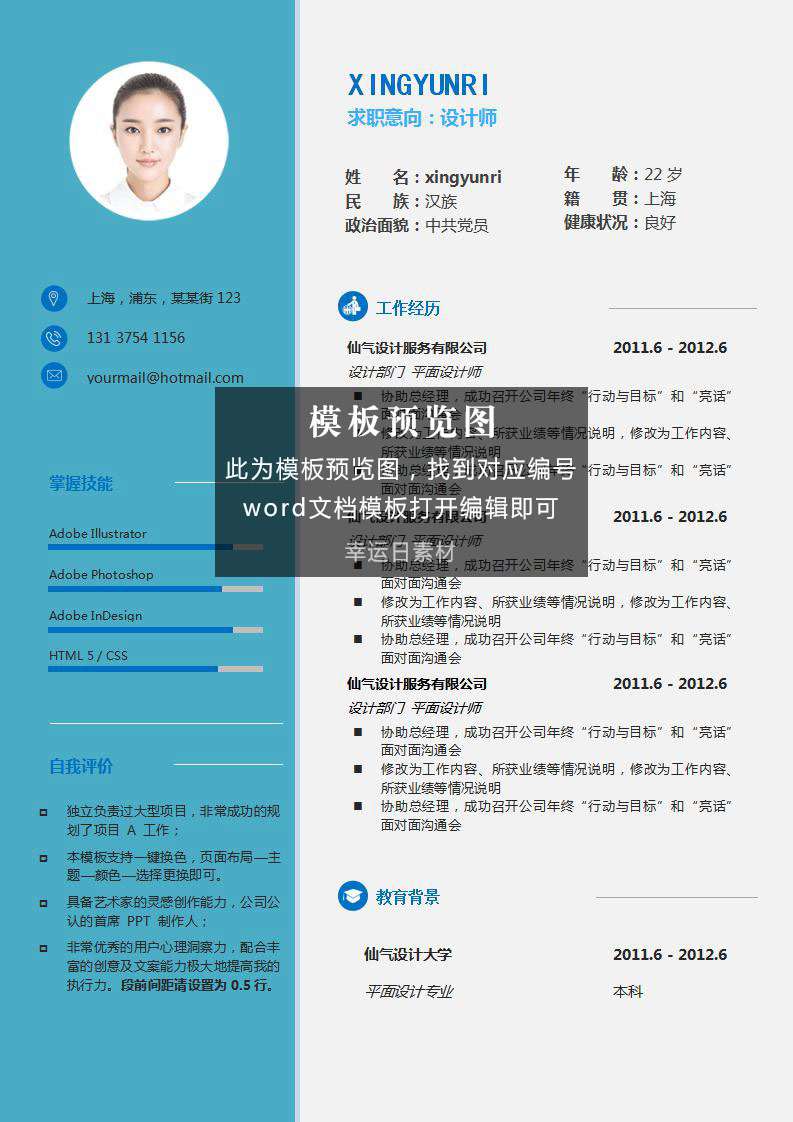 XINGYUNRI
求职意向：设计师
姓 名：xingyunri
民 族：汉族
政治面貌：中共党员
年 龄：22 岁
籍 贯：上海
健康状况：良好
上海，浦东，某某街 123
131 3754 1156
yourmail@hotmail.com
掌握技能
Adobe Illustrator
Adobe Photoshop
Adobe InDesign
HTML 5 / CSS
自我评价
独立负责过大型项目，非常成功的规
划了项目 A 工作；
本模板支持一键换色，页面布局—主
题—颜色—选择更换即可。
具备艺术家的灵感创作能力，公司公
认的首席 PPT 制作人；
非常优秀的用户心理洞察力，配合丰
富的创意及文案能力极大地提高我的
执行力。段前间距请设置为 0.5 行。
工作经历
仙气设计服务有限公司 2011.6 - 2012.6
设计部门 平面设计师
协助总经理，成功召开公司年终“行动与目标”和“亮话”
面对面沟通会
修改为工作内容、所获业绩等情况说明，修改为工作内容、
所获业绩等情况说明
协助总经理，成功召开公司年终“行动与目标”和“亮话”
面对面沟通会
仙气设计服务有限公司 2011.6 - 2012.6
设计部门 平面设计师
协助总经理，成功召开公司年终“行动与目标”和“亮话”
面对面沟通会
修改为工作内容、所获业绩等情况说明，修改为工作内容、
所获业绩等情况说明
协助总经理，成功召开公司年终“行动与目标”和“亮话”
面对面沟通会
仙气设计服务有限公司 2011.6 - 2012.6
设计部门 平面设计师
协助总经理，成功召开公司年终“行动与目标”和“亮话”
面对面沟通会
修改为工作内容、所获业绩等情况说明，修改为工作内容、
所获业绩等情况说明
协助总经理，成功召开公司年终“行动与目标”和“亮话”
面对面沟通会
模板预览图
此为模板预览图，找到对应编号
word文档模板打开编辑即可
幸运日素材
教育背景
仙气设计大学 2011.6 - 2012.6
平面设计专业 本科